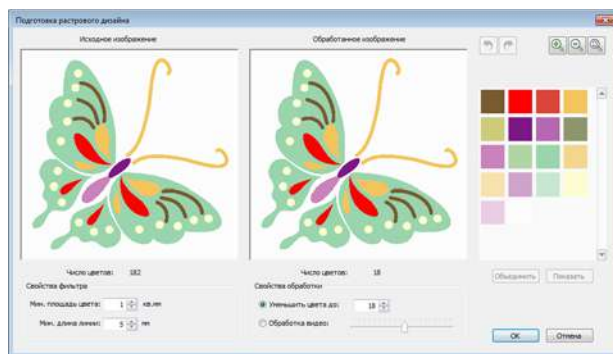 Подготовка растрового дизайна
Исходное изображение
Обработанное изображение
Число цветов: 182
Число цветов: 18
Свойства фильтра
Свойства обработки
Мин. площадь цвета: 1 кв.мм
Уменьшить цвета до: 18
Мин. длина линии: 5 мм
Обработка видео:
Объединить
Показать
OK
Отмена